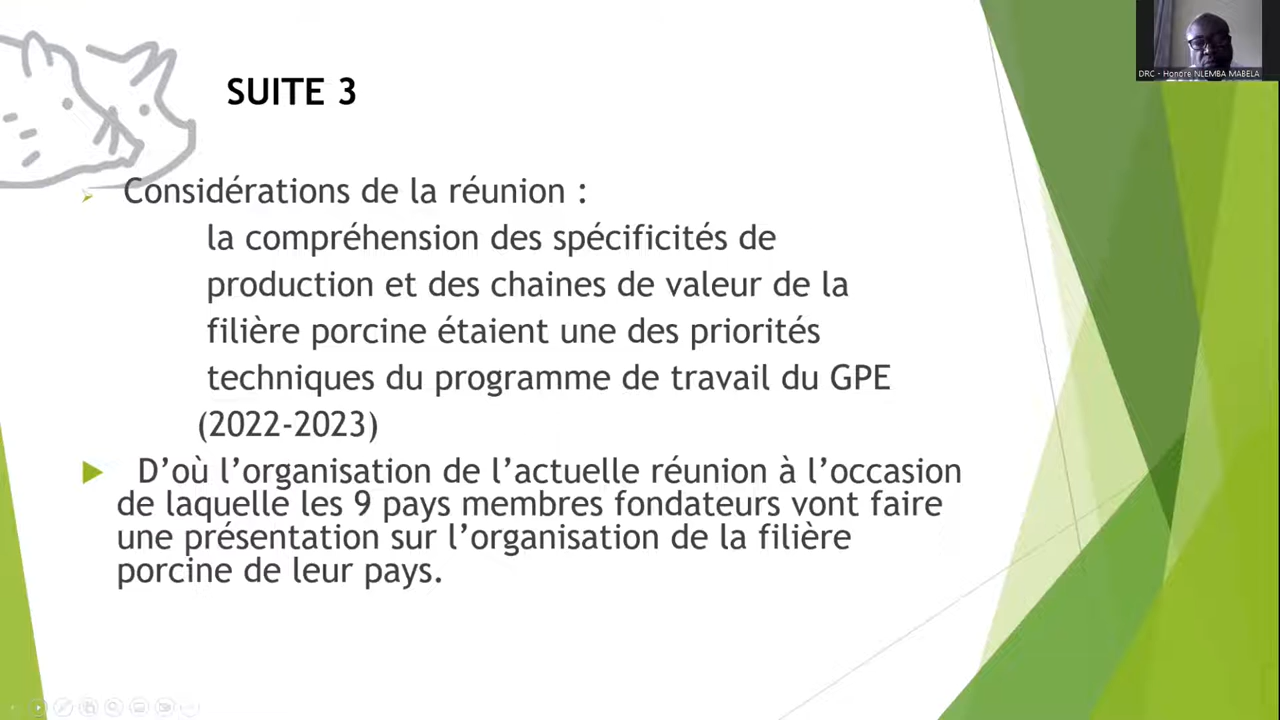 DRC - Honore NLEMBA MABELA
SUITE 3
Considérations de la réunion :
la compréhension des spécificités de
production et des chaines de valeur de la
filière porcine étaient une des priorités
techniques du programme de travail du GPE
(2022-2023)
D’où l’organisation de l’actuelle réunion à l’occasion
de laquelle les 9 pays membres fondateurs vont faire
une présentation sur l’organisation de la filière
porcine de leur pays.